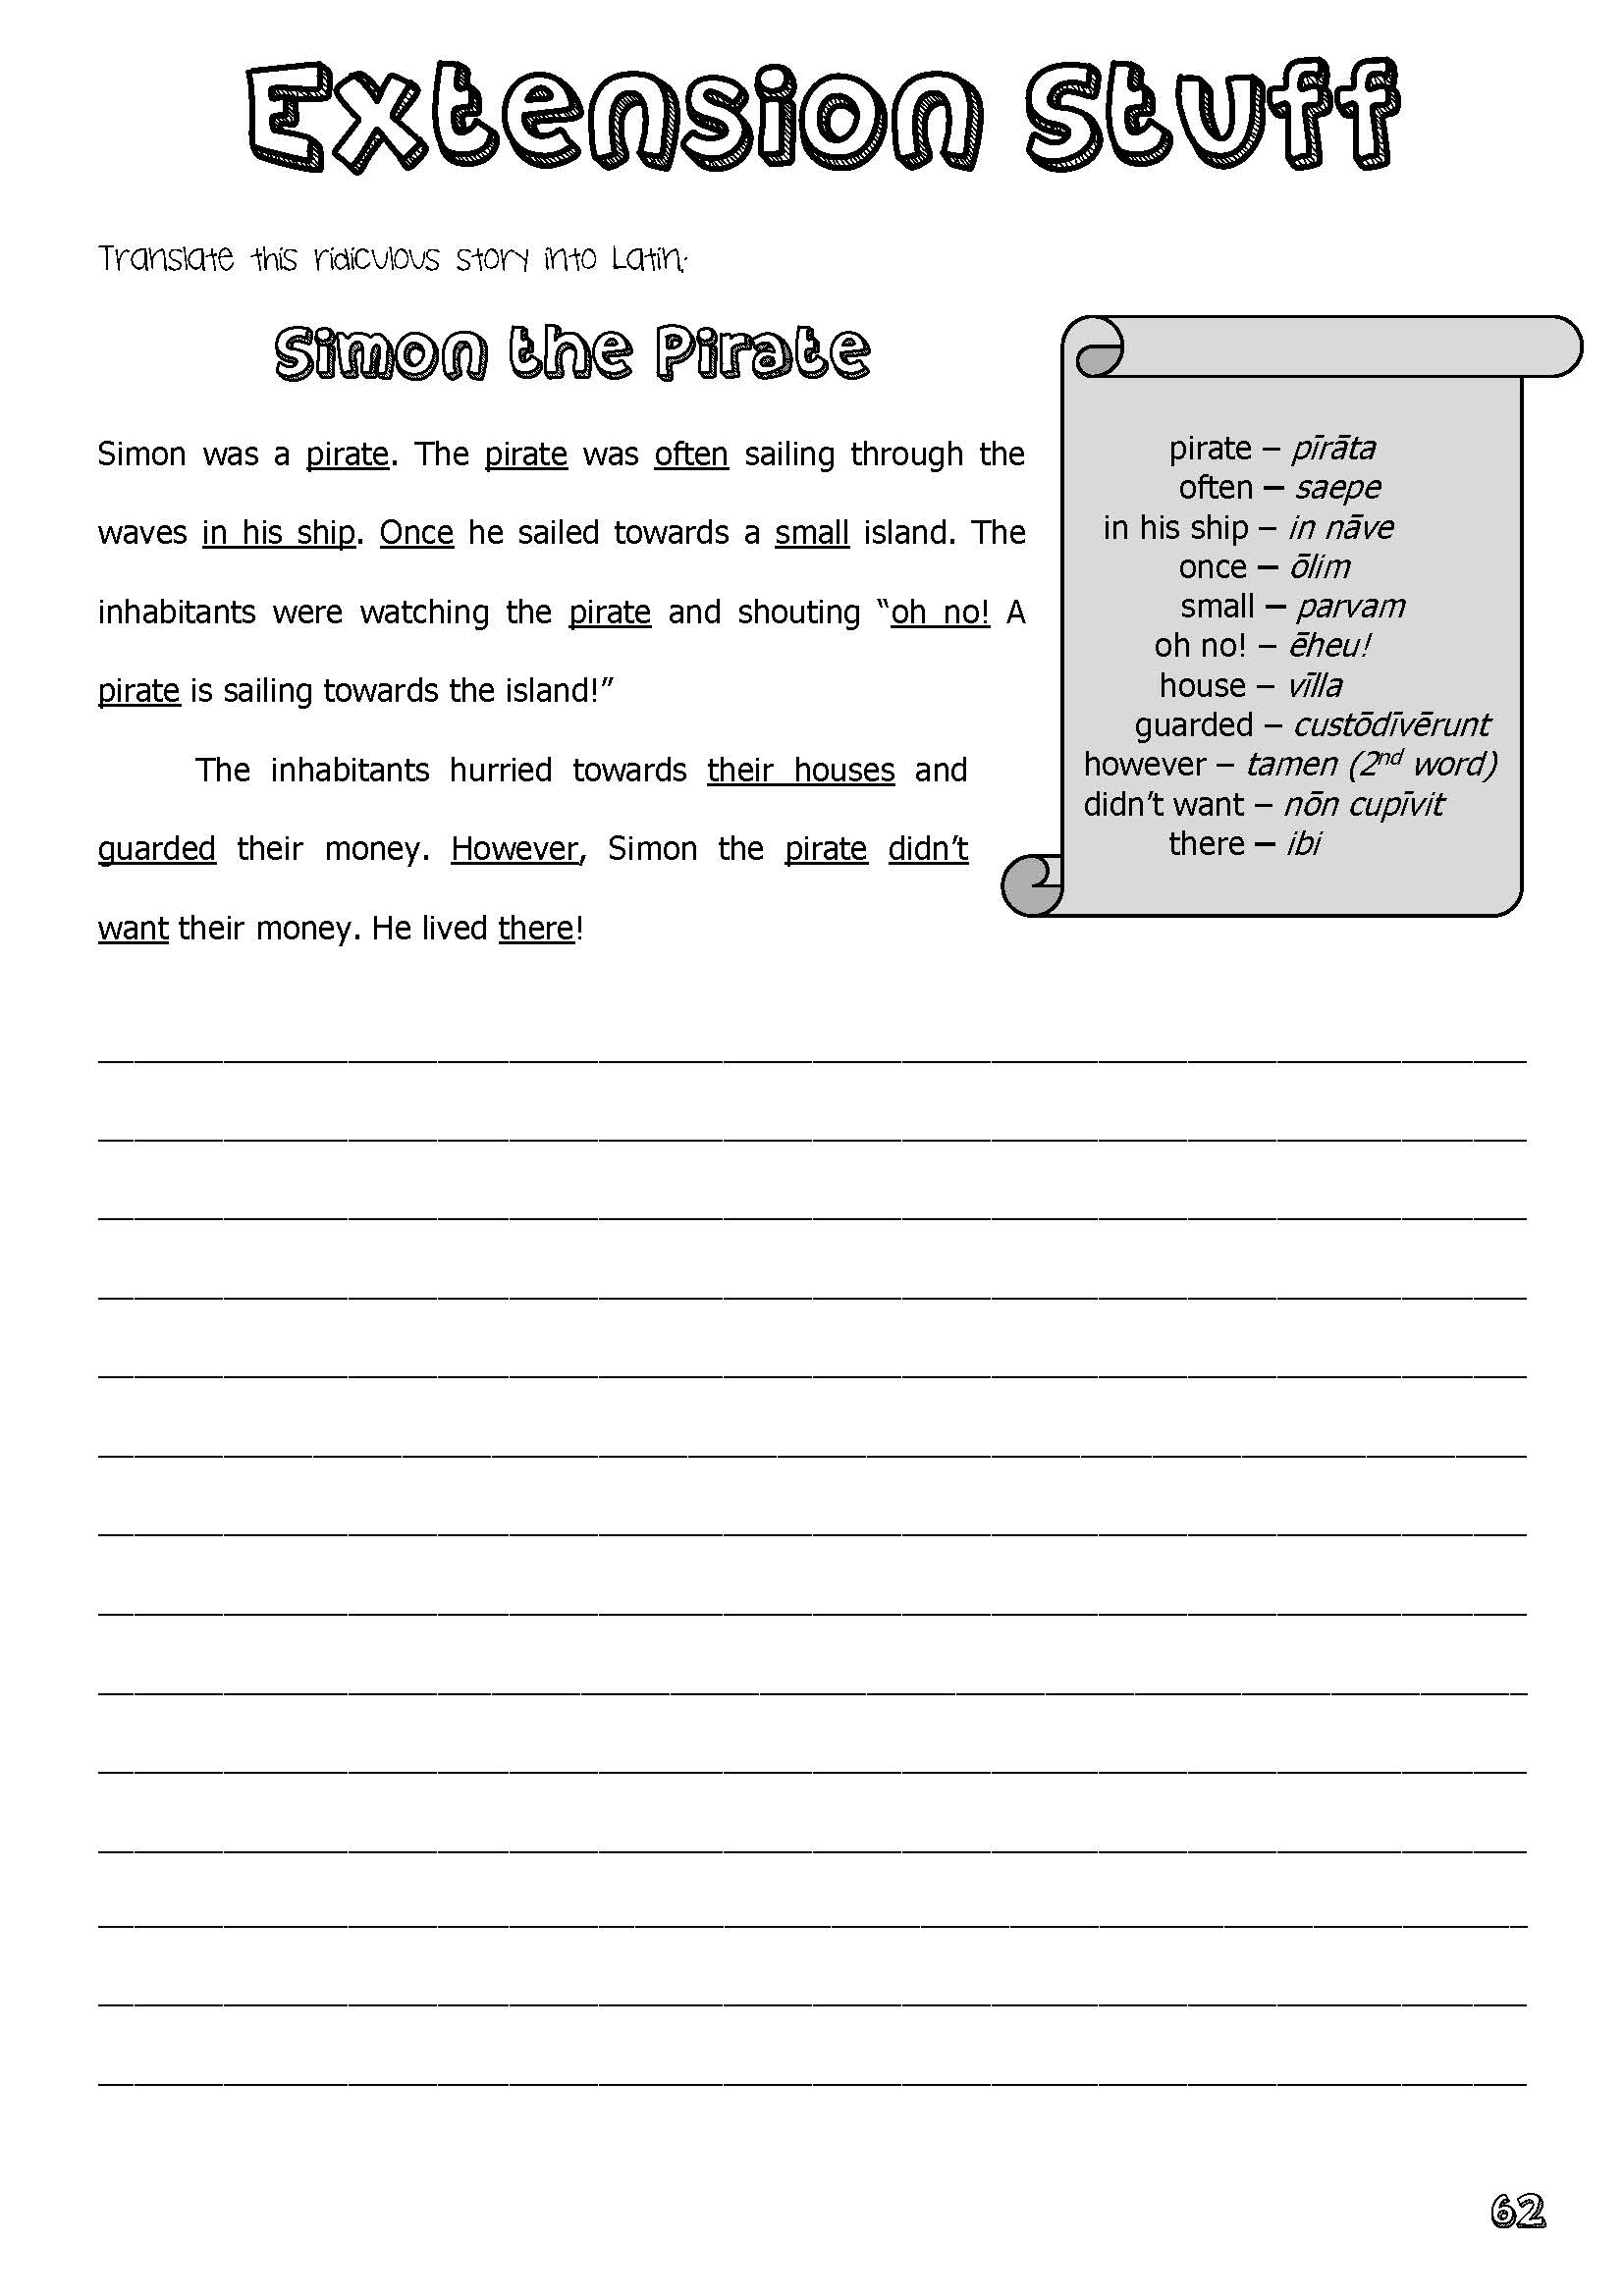 Extension Stuff
Translate this ridiculous story into Latin:
Simon the Pirate
Simon was a pirate. The pirate was often sailing through the
waves in his ship. Once he sailed towards a small island. The
inhabitants were watching the pirate and shouting “oh no! A
pirate is sailing towards the island!”
The inhabitants hurried towards their houses and
guarded their money. However, Simon the pirate didn’t
want their money. He lived there!
pirate – pīrāta
often – saepe
in his ship – in nāve
once – ōlim
small – parvam
oh no! – ēheu!
house – vīlla
guarded – custōdīvērunt
however – tamen (2nd word)
didn’t want – nōn cupīvit
there – ibi
62